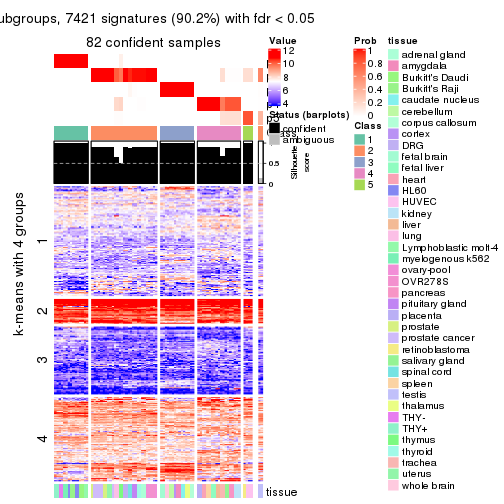 ubgroups, 7421 signatures (90.2%) with fdr < 0.05
82 confident samples
Value
12
10
8
6
4
Prob
1
0.8
0.6
0.4
0.2
0
Status (barplots)
confident
ambiguous
Class
1
2
3
4
5
0.5
0
Silhouette
score
k-means with 4 groups
1
2
3
4
tissue
tissue
adrenal gland
amygdala
Burkitt's Daudi
Burkitt's Raji
caudate nucleus
cerebellum
corpus callosum
cortex
DRG
fetal brain
fetal liver
heart
HL60
HUVEC
kidney
liver
lung
Lymphoblastic molt-4
myelogenous k562
ovary-pool
OVR278S
pancreas
pituitary gland
placenta
prostate
prostate cancer
retinoblastoma
salivary gland
spinal cord
spleen
testis
thalamus
THY-
THY+
thymus
thyroid
trachea
uterus
whole brain